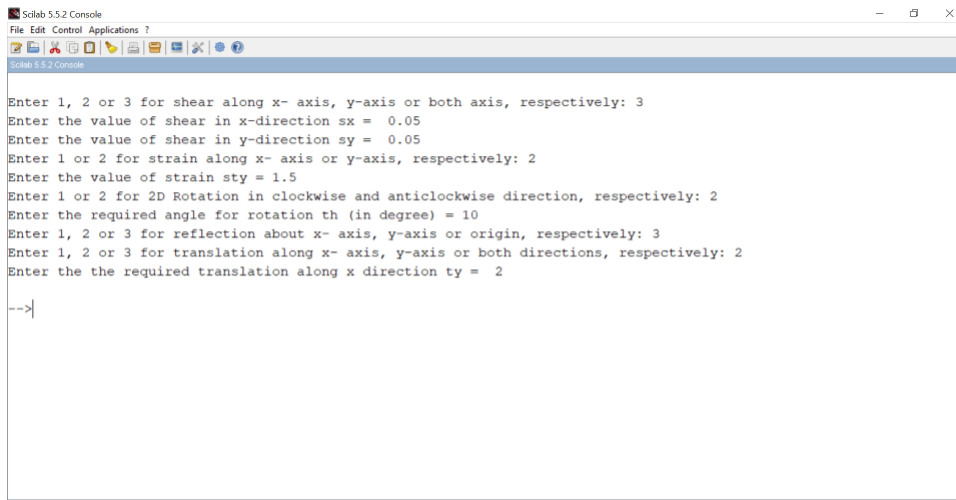 Scilab 5.5.2 Console
File Edit Control Applications ?
Scilab 5.5.2 Console
Enter 1, 2 or 3 for shear along x- axis, y-axis or both axis, respectively: 3
Enter the value of shear in x-direction sx =  0.05
Enter the value of shear in y-direction sy =  0.05
Enter 1 or 2 for strain along x- axis or y-axis, respectively: 2
Enter the value of strain sty = 1.5
Enter 1 or 2 for 2D Rotation in clockwise and anticlockwise direction, respectively: 2
Enter the required angle for rotation th (in degree) = 10
Enter 1, 2 or 3 for reflection about x- axis, y-axis or origin, respectively: 3
Enter 1, 2 or 3 for translation along x- axis, y-axis or both directions, respectively: 2
Enter the the required translation along x direction ty =  2
-->